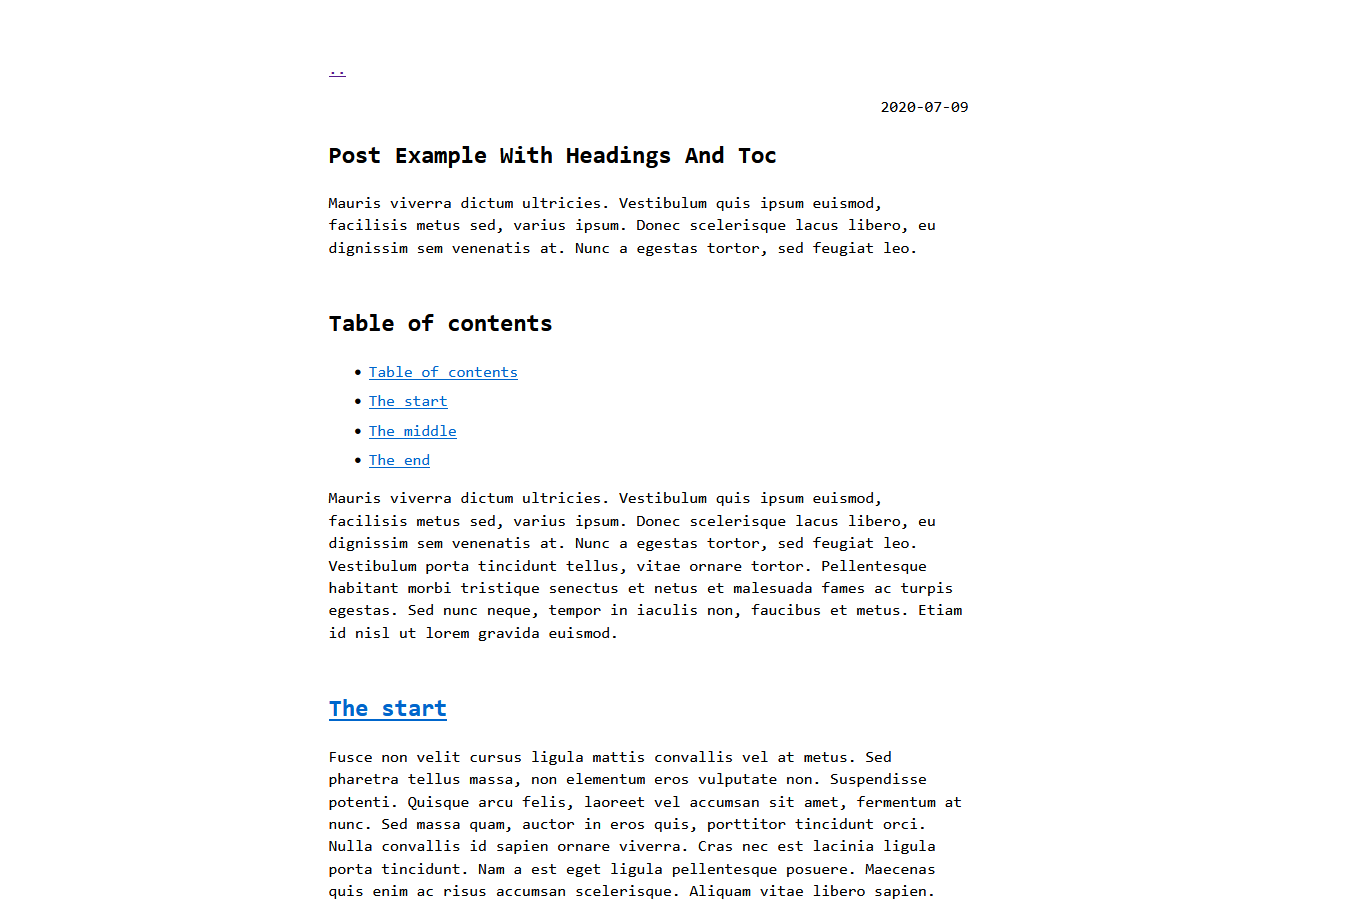 ..
2020-07-09
Post Example With Headings And Toc
Mauris viverra dictum ultricies. Vestibulum quis ipsum euismod,
facilisis metus sed, varius ipsum. Donec scelerisque lacus libero, eu
dignissim sem venenatis at. Nunc a egestas tortor, sed feugiat leo.
Table of contents
• Table of contents
• The start
• The middle
• The end
Mauris viverra dictum ultricies. Vestibulum quis ipsum euismod,
facilisis metus sed, varius ipsum. Donec scelerisque lacus libero, eu
dignissim sem venenatis at. Nunc a egestas tortor, sed feugiat leo.
Vestibulum porta tincidunt tellus, vitae ornare tortor. Pellentesque
habitant morbi tristique senectus et netus et malesuada fames ac turpis
egestas. Sed nunc neque, tempor in iaculis non, faucibus et metus. Etiam
id nisl ut lorem gravida euismod.
The start
Fusce non velit cursus ligula mattis convallis vel at metus. Sed
pharetra tellus massa, non elementum eros vulputate non. Suspendisse
potenti. Quisque arcu felis, laoreet vel accumsan sit amet, fermentum at
nunc. Sed massa quam, auctor in eros quis, porttitor tincidunt orci.
Nulla convallis id sapien ornare viverra. Cras nec est lacinia ligula
porta tincidunt. Nam a est eget ligula pellentesque posuere. Maecenas
quis enim ac risus accumsan scelerisque. Aliquam vitae libero sapien.